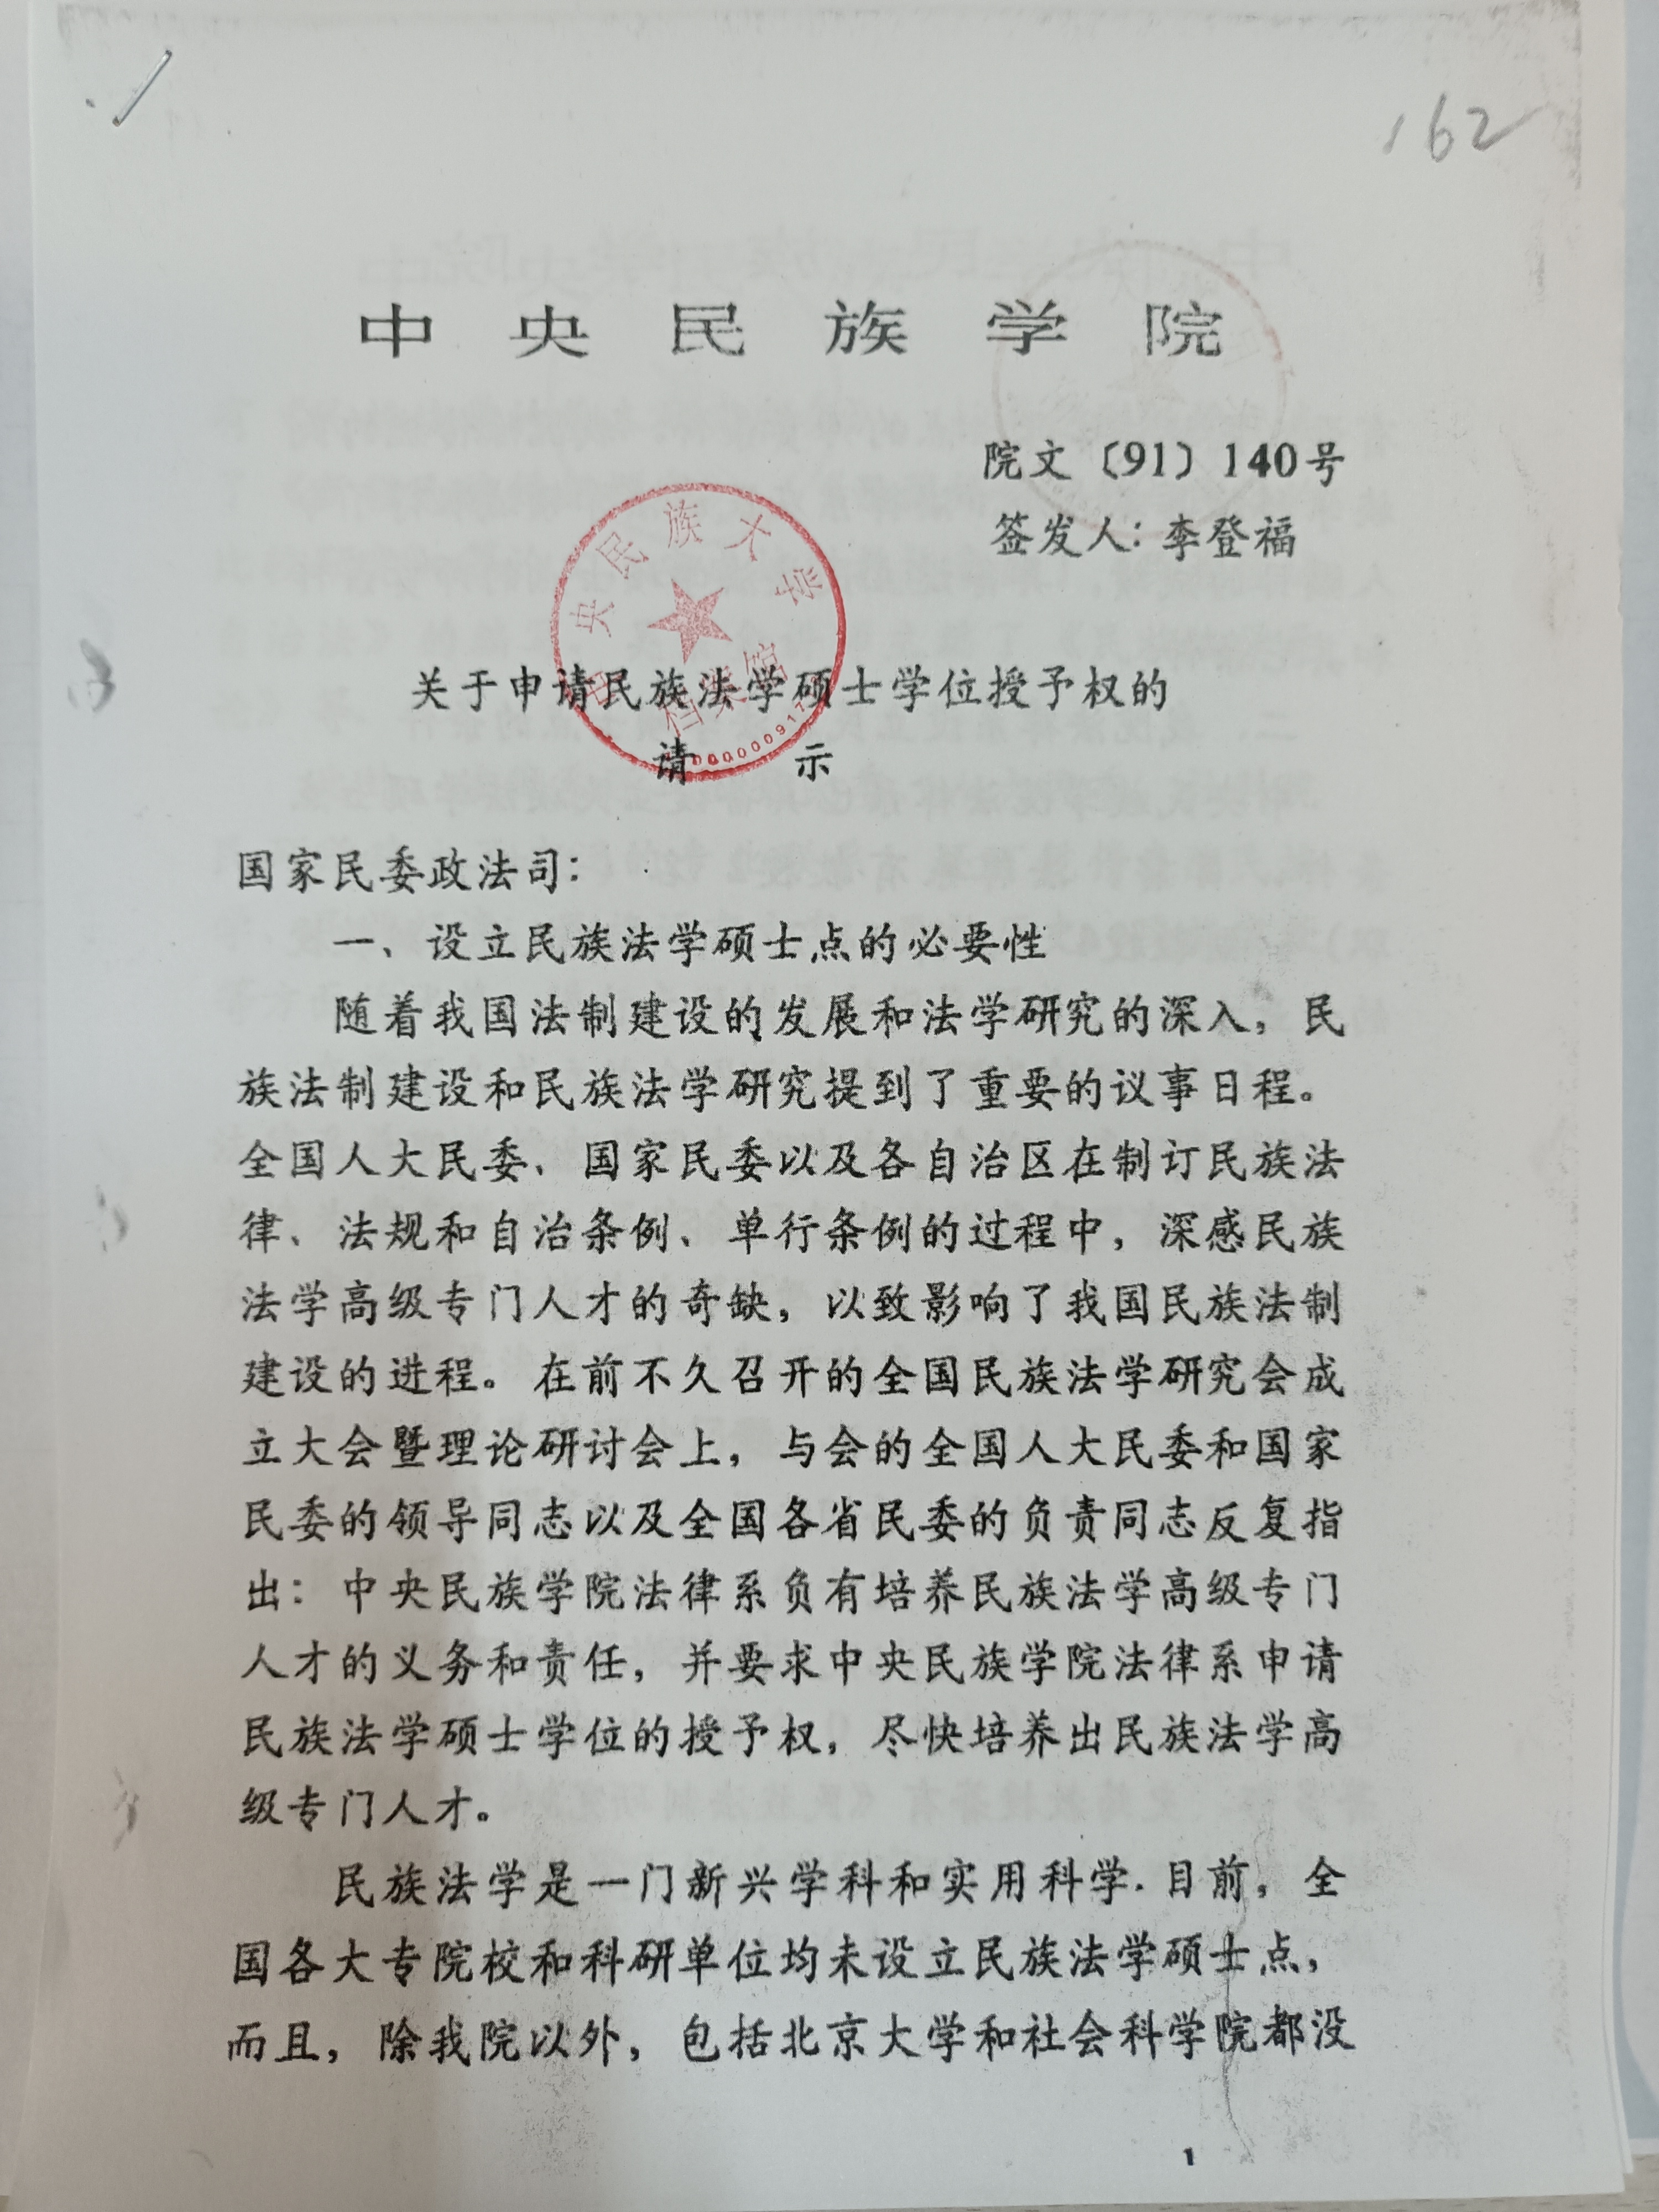 162
中央民族学院
院文〔91〕140号
签发人：李登福
中央民族大学
档案馆
关于申请民族法学硕士学位授予权的
请示
国家民委政法司：
一、设立民族法学硕士点的必要性
随着我国法制建设的发展和法学研究的深入，民
族法制建设和民族法学研究提到了重要的议事日程。
全国人大民委、国家民委以及各自治区在制订民族法
律、法规和自治条例、单行条例的过程中，深感民族
法学高级专门人才的奇缺，以致影响了我国民族法制
建设的进程。在前不久召开的全国民族法学研究会成
立大会暨理论研讨会上，与会的全国人大民委和国家
民委的领导同志以及全国各省民委的负责同志反复指
出：中央民族学院法律系负有培养民族法学高级专门
人才的义务和责任，并要求中央民族学院法律系申请
民族法学硕士学位的授予权，尽快培养出民族法学高
级专门人才。
民族法学是一门新兴学科和实用科学．目前，全
国各大专院校和科研单位均未设立民族法学硕士点，
而且，除我院以外，包括北京大学和社会科学院都没
1